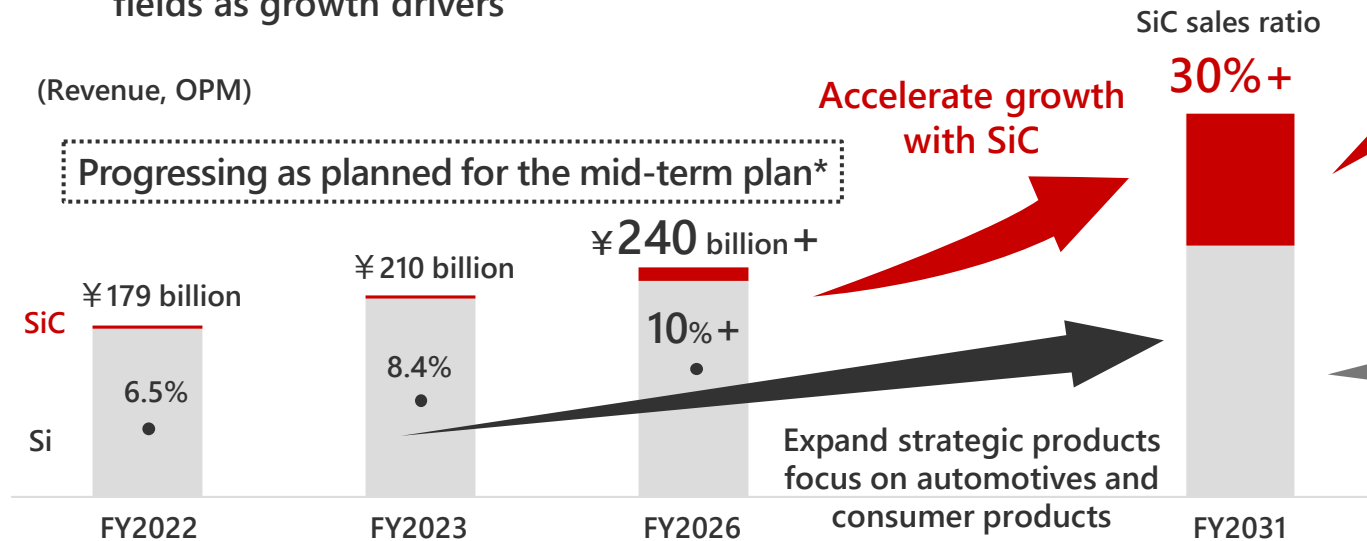 fields as growth drivers
SiC sales ratio
30%+
(Revenue, OPM)
Accelerate growth
with SiC
Progressing as planned for the mid-term plan*
¥240 billion+
¥210 billion
¥179 billion
SiC
10%+
8.4%
6.5%
Si
Expand strategic products
focus on automotives and
consumer products
FY2022
FY2023
FY2026
FY2031